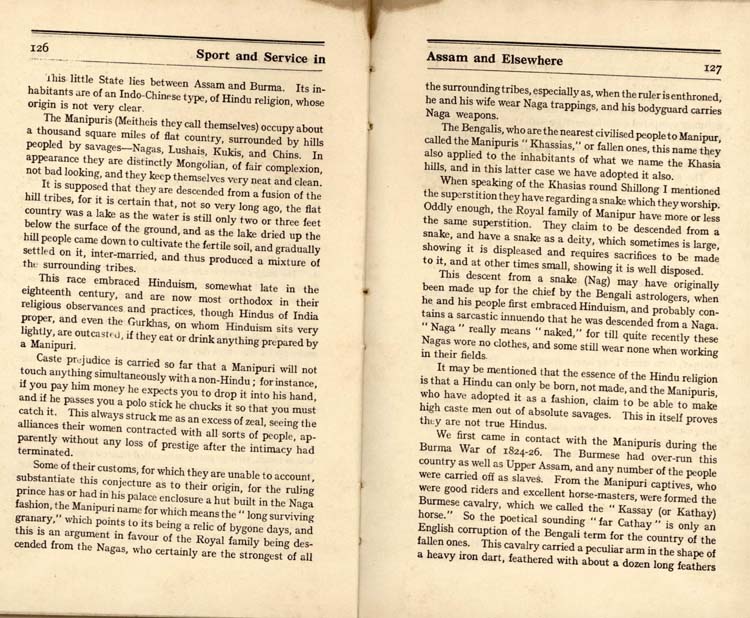 126
Sport and Service in
This little State lies between Assam and Burma. Its in-
habitants are of an Indo-Chinese type, of Hindu religion, whose
origin is not very clear.
The Manipuris (Meitheis they call themselves) occupy about
a thousand square miles of flat country, surrounded by hills
peopled by savages—Nagas, Lushais, Kukis, and Chins. In
appearance they are distinctly Mongolian, of fair complexion,
not bad looking, and they keep themselves very neat and clean.
It is supposed that they are descended from a fusion of the
hill tribes, for it is certain that, not so very long ago, the flat
country was a lake as the water is still only two or three feet
below the surface of the ground, and as the lake dried up the
hill people came down to cultivate the fertile soil, and gradually
settled on it, inter-married, and thus produced a mixture of
the surrounding tribes.
This race embraced Hinduism, somewhat late in the
eighteenth century, and are now most orthodox in their
religious observances and practices, though Hindus of India
proper, and even the Gurkhas, on whom Hinduism sits very
lightly, are outcasted, if they eat or drink anything prepared by
a Manipuri.
Caste prejudice is carried so far that a Manipuri will not
touch anything simultaneously with a non-Hindu; for instance,
if you pay him money he expects you to drop it into his hand,
and if he passes you a polo stick he chucks it so that you must
catch it. This always struck me as an excess of zeal, seeing the
alliances their women contracted with all sorts of people, ap-
parently without any loss of prestige after the intimacy had
terminated.
Some of their customs, for which they are unable to account,
substantiate this conjecture as to their origin, for the ruling
prince has or had in his palace enclosure a hut built in the Naga
fashion, the Manipuri name for which means the "long surviving
granary," which points to its being a relic of bygone days, and
this is an argument in favour of the Royal family being des-
cended from the Nagas, who certainly are the strongest of all
Assam and Elsewhere
127
the surrounding tribes, especially as, when the ruler is enthroned,
he and his wife wear Naga trappings, and his bodyguard carries
Naga weapons.
The Bengalis, who are the nearest civilised people to Manipur,
called the Manipuris "Khassias," or fallen ones, this name they
also applied to the inhabitants of what we name the Khasia
hills, and in this latter case we have adopted it also.
When speaking of the Khasias round Shillong I mentioned
the superstition they have regarding a snake which they worship.
Oddly enough, the Royal family of Manipur have more or less
the same superstition. They claim to be descended from a
snake, and have a snake as a deity, which sometimes is large,
showing it is displeased and requires sacrifices to be made
to it, and at other times small, showing it is well disposed.
This descent from a snake (Nag) may have originally
been made up for the chief by the Bengali astrologers, when
he and his people first embraced Hinduism, and probably con-
tains a sarcastic innuendo that he was descended from a Naga.
"Naga" really means "naked," for till quite recently these
Nagas wore no clothes, and some still wear none when working
in their fields.
It may be mentioned that the essence of the Hindu religion
is that a Hindu can only be born, not made, and the Manipuris,
who have adopted it as a fashion, claim to be able to make
high caste men out of absolute savages. This in itself proves
they are not true Hindus.
We first came in contact with the Manipuris during the
Burma War of 1824-26. The Burmese had over-run this
country as well as Upper Assam, and any number of the people
were carried off as slaves. From the Manipuri captives, who
were good riders and excellent horse-masters, were formed the
Burmese cavalry, which we called the "Kassay (or Kathay)
horse." So the poetical sounding "far Cathay" is only an
English corruption of the Bengali term for the country of the
fallen ones. This cavalry carried a peculiar arm in the shape of
a heavy iron dart, feathered with about a dozen long feathers